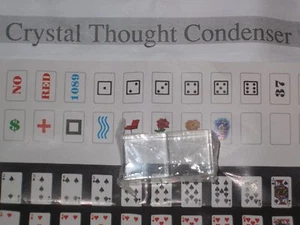 Crystal Thought Condenser
NO RED 1089 37
$